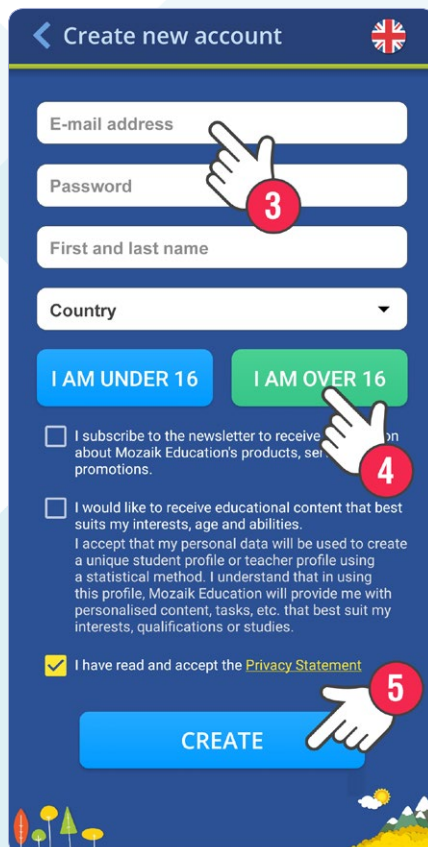 Create new account
E-mail address
Password
3
First and last name
Country
I AM UNDER 16
I AM OVER 16
I subscribe to the newsletter to receive on
about Mozaik Education's products,
4
promotions.
I would like to receive educational content that best
suits my interests, age and abilities.
I accept that my personal data will be used to create
a unique student profile or teacher profile using
a statistical method. I understand that in using
this profile, Mozaik Education will provide me with
personalised content, tasks, etc. that best suit my
interests, qualifications or studies.
I have read and accept the Privacy Statement
5
CREATE